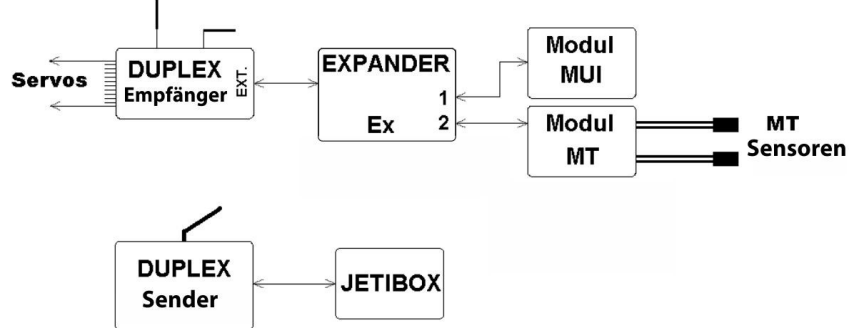 DUPLEX
Empfänger
EXT.
Servos
EXPANDER
1
Ex 2
Modul
MUI
Modul
MT
MT
Sensoren
DUPLEX
Sender
JETIBOX